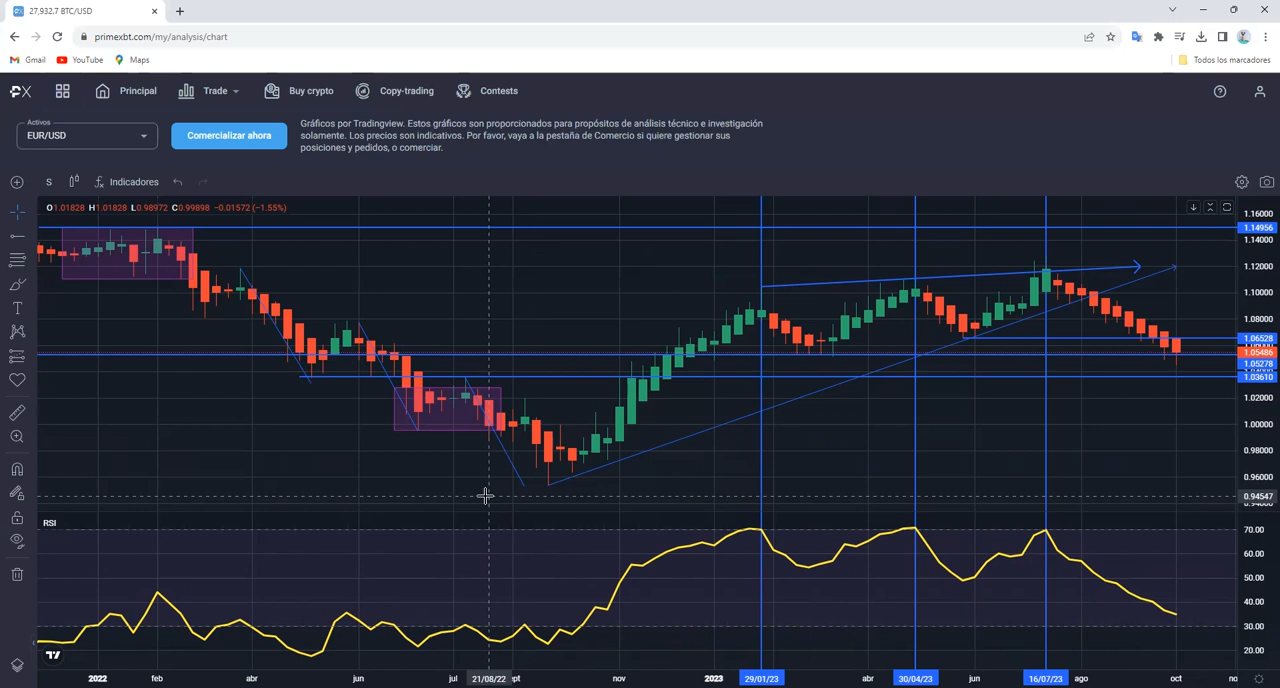 27,932.7 BTC/USD
primexbt.com/my/analysis/chart
Gmail YouTube Maps Todos los marcadores
PX Principal Trade Buy crypto Copy-trading Contests
Activos
EUR/USD
Comercializar ahora
Gráficos por Tradingview. Estos gráficos son proporcionados para propósitos de análisis técnico e investigación
solamente. Los precios son indicativos. Por favor, vaya a la pestaña de Comercio si quiere gestionar sus
posiciones y pedidos, o comerciar.
S Indicadores
O1.01828 H1.01828 L0.98972 C0.99898 −0.01572 (−1.55%)
1.16000
1.14956
1.14000
1.12000
1.10000
1.08000
1.06528
1.05486
1.05278
1.03610
1.02000
1.00000
0.98000
0.96000
0.94547
RSI
70.00
60.00
50.00
40.00
30.00
20.00
2022 feb abr jun jul 21/08/22 ept nov 2023 29/01/23 abr 30/04/23 jun 16/07/23 ago oct